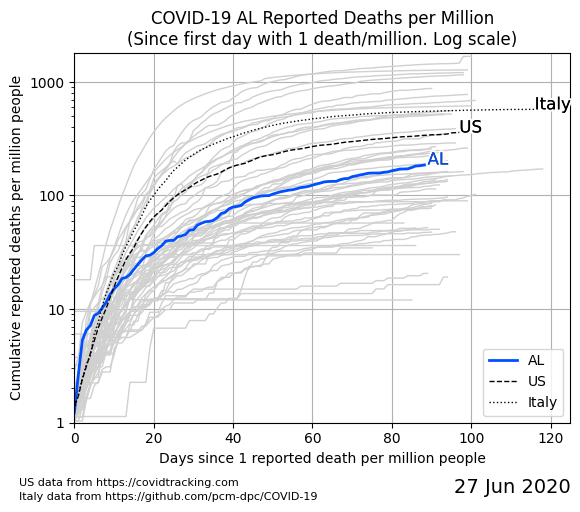 COVID-19 AL Reported Deaths per Million
(Since first day with 1 death/million. Log scale)
Cumulative reported deaths per million people
1000
100
10
1
Italy
US
AL
AL
US
Italy
0 20 40 60 80 100 120
Days since 1 reported death per million people
US data from https://covidtracking.com
Italy data from https://github.com/pcm-dpc/COVID-19
27 Jun 2020